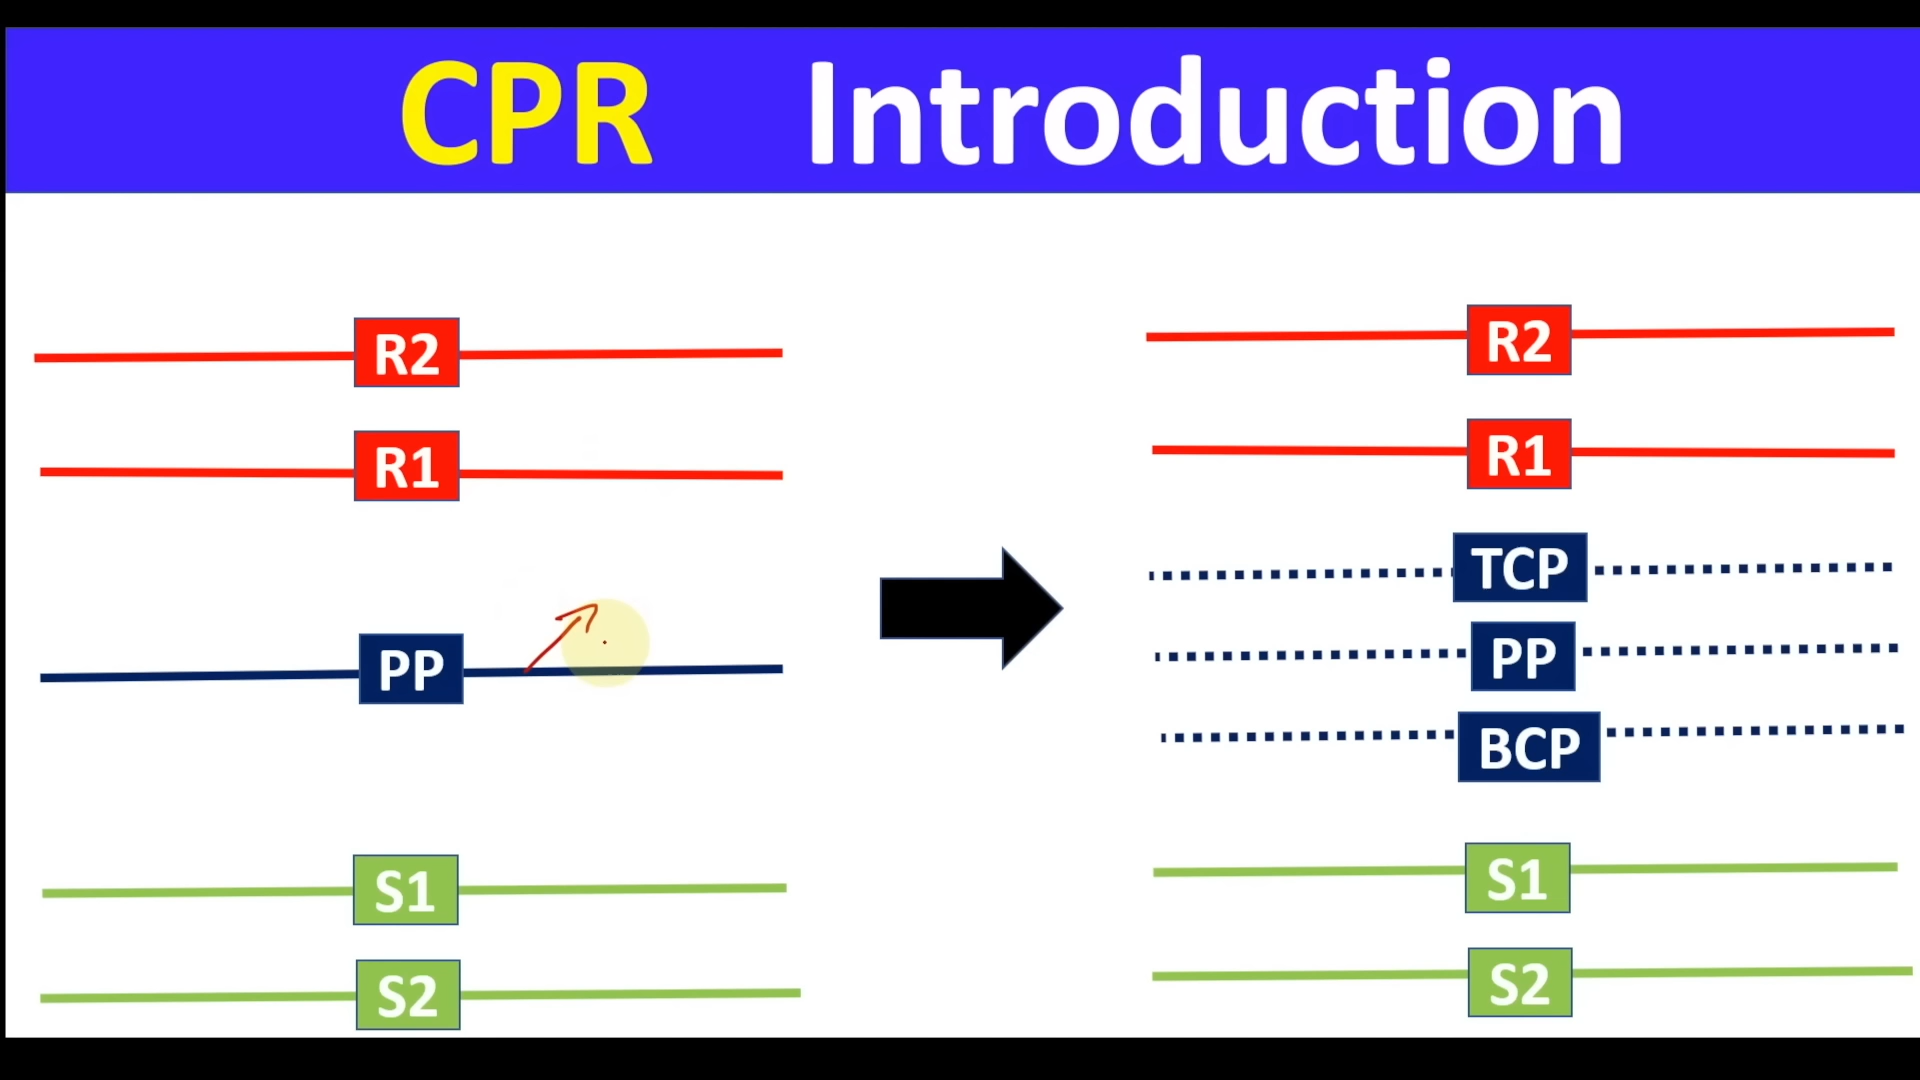 CPR Introduction
R2
R1
PP
S1
S2
R2
R1
TCP
PP
BCP
S1
S2